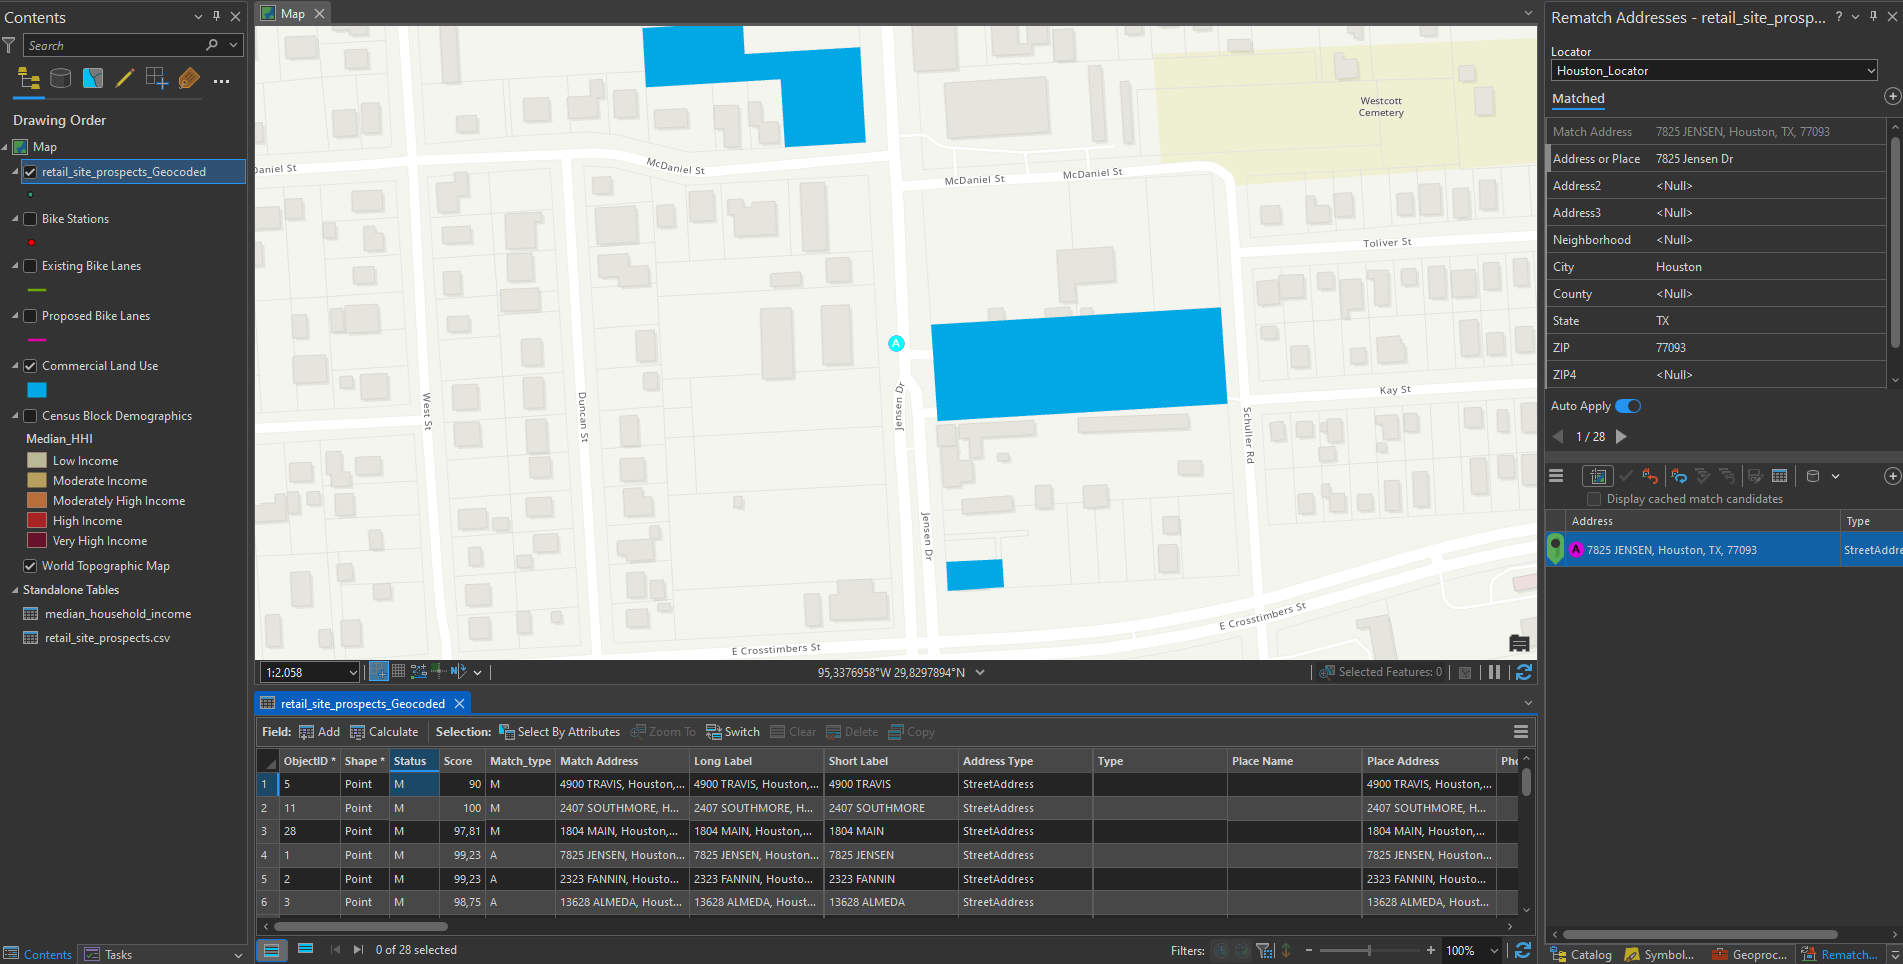 Contents
Search
Drawing Order
Map
retail_site_prospects_Geocoded
Bike Stations
Existing Bike Lanes
Proposed Bike Lanes
Commercial Land Use
Census Block Demographics
Median_HHI
Low Income
Moderate Income
Moderately High Income
High Income
Very High Income
World Topographic Map
Standalone Tables
median_household_income
retail_site_prospects.csv
Contents
Tasks
Map
Westcott
Cemetery
Daniel St
McDaniel St
McDaniel St
McDaniel St
Toliver St
A
Kay St
West St
Duncan St
Jensen Dr
Schuller Rd
Jensen Dr
E Crosstimbers St
E Crosstimbers St
1:2.058
95,3376958°W 29,8297894°N
Selected Features: 0
retail_site_prospects_Geocoded
Field: Add Calculate Selection: Select By Attributes Zoom To Switch Clear Delete Copy
ObjectID * Shape * Status Score Match_type Match Address Long Label Short Label Address Type Type Place Name Place Address Pho
1 5 Point M 90 M 4900 TRAVIS, Houston,... 4900 TRAVIS, Houston,... 4900 TRAVIS StreetAddress 4900 TRAVIS, Houston,...
2 11 Point M 100 M 2407 SOUTHMORE, H... 2407 SOUTHMORE, H... 2407 SOUTHMORE StreetAddress 2407 SOUTHMORE, H...
3 28 Point M 97,81 M 1804 MAIN, Houston,... 1804 MAIN, Houston,... 1804 MAIN StreetAddress 1804 MAIN, Houston,...
4 1 Point M 99,23 A 7825 JENSEN, Houston... 7825 JENSEN, Houston... 7825 JENSEN StreetAddress 7825 JENSEN, Houston...
5 2 Point M 99,23 A 2323 FANNIN, Housto... 2323 FANNIN, Housto... 2323 FANNIN StreetAddress 2323 FANNIN, Housto...
6 3 Point M 98,75 A 13628 ALMEDA, Houst... 13628 ALMEDA, Houst... 13628 ALMEDA StreetAddress 13628 ALMEDA, Houst...
0 of 28 selected
Filters:
100%
Rematch Addresses - retail_site_prosp... ?
Locator
Houston_Locator
Matched
Match Address 7825 JENSEN, Houston, TX, 77093
Address or Place 7825 Jensen Dr
Address2 <Null>
Address3 <Null>
Neighborhood <Null>
City Houston
County <Null>
State TX
ZIP 77093
ZIP4 <Null>
Auto Apply
1 / 28
Display cached match candidates
Address Type
A 7825 JENSEN, Houston, TX, 77093 StreetAddre
Catalog
Symbol...
Geoproc...
Rematch...